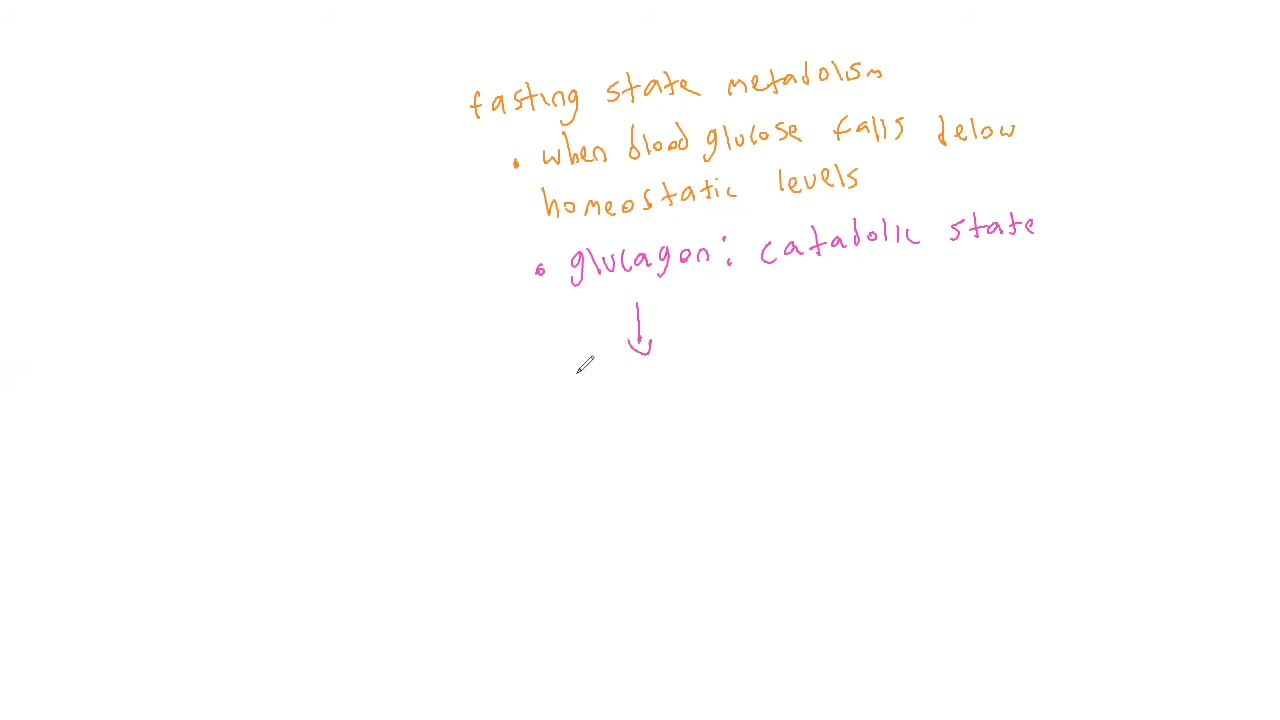 fasting state metabolism
• when blood glucose falls below
homeostatic levels
• glucagon: catabolic state